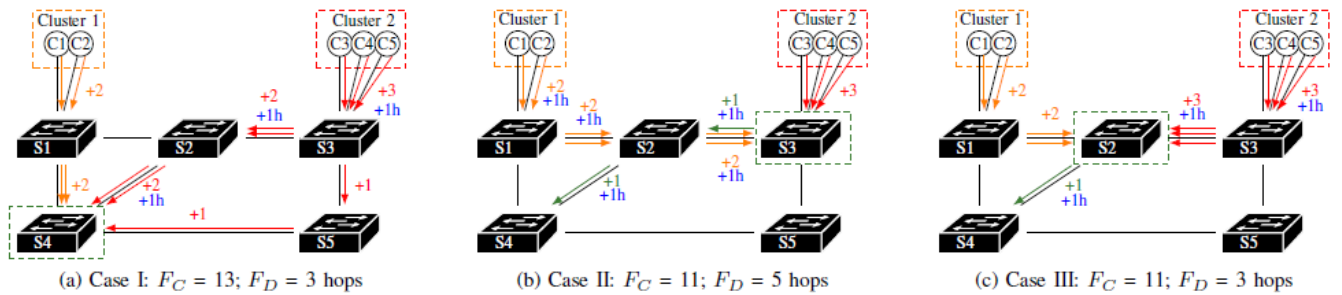 Cluster 1
C1 C2
+2
Cluster 2
C3 C4 C5
+3
+1h
+2
+1h
S1
S2
S3
+2
+2
+1h
+1
+1
S4
S5
(a) Case I: F_C = 13; F_D = 3 hops
Cluster 1
C1 C2
+2
+1h
Cluster 2
C3 C4 C5
+3
+2
+1h
+1
+1h
S1
S2
S3
+2
+1h
+1
+1h
S4
S5
(b) Case II: F_C = 11; F_D = 5 hops
Cluster 1
C1 C2
+2
Cluster 2
C3 C4 C5
+3
+1h
+2
+3
+1h
S1
S2
S3
+1
+1h
S4
S5
(c) Case III: F_C = 11; F_D = 3 hops